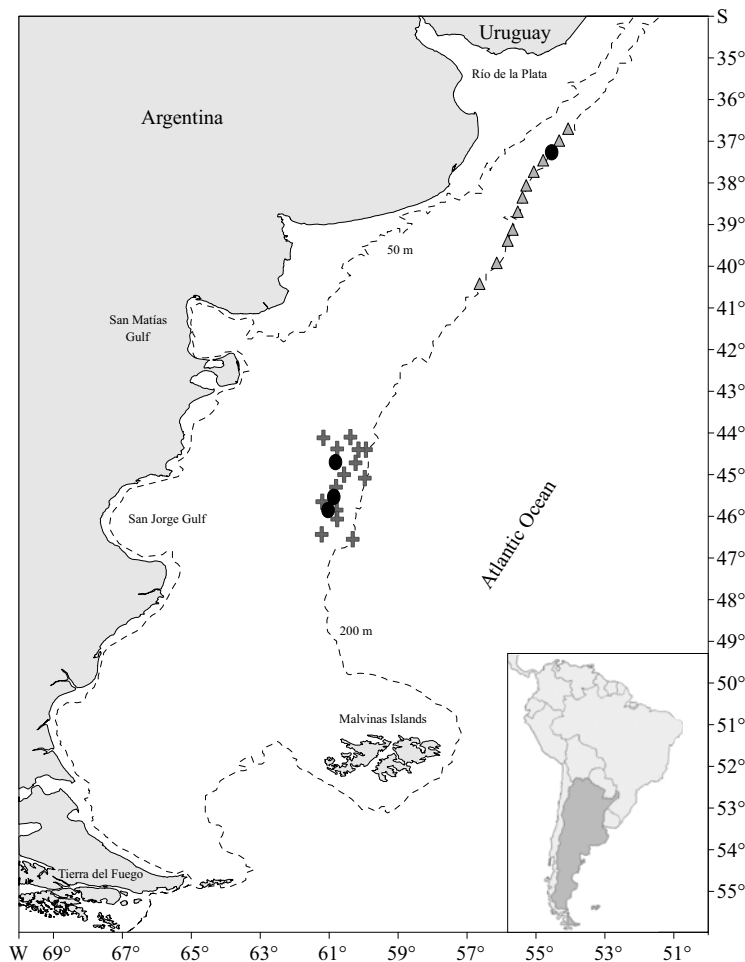 S
Uruguay
35°
Río de la Plata
36°
Argentina
37°
38°
39°
50 m
40°
41°
San Matías
Gulf
42°
43°
44°
45°
San Jorge Gulf
46°
Atlantic Ocean
47°
48°
200 m
49°
50°
Malvinas Islands
51°
52°
53°
54°
Tierra del Fuego
55°
W 69° 67° 65° 63° 61° 59° 57° 55° 53° 51°